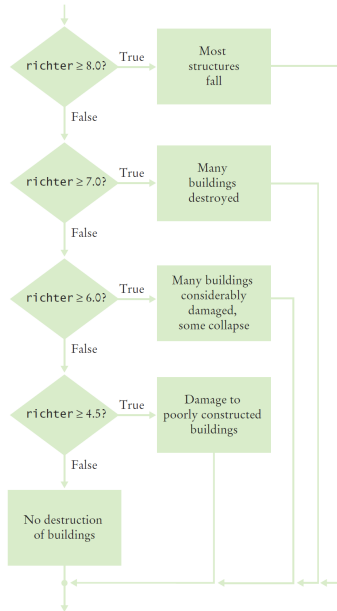 richter ≥ 8.0?
True
Most
structures
fall
False
richter ≥ 7.0?
True
Many
buildings
destroyed
False
richter ≥ 6.0?
True
Many buildings
considerably
damaged,
some collapse
False
richter ≥ 4.5?
True
Damage to
poorly constructed
buildings
False
No destruction
of buildings